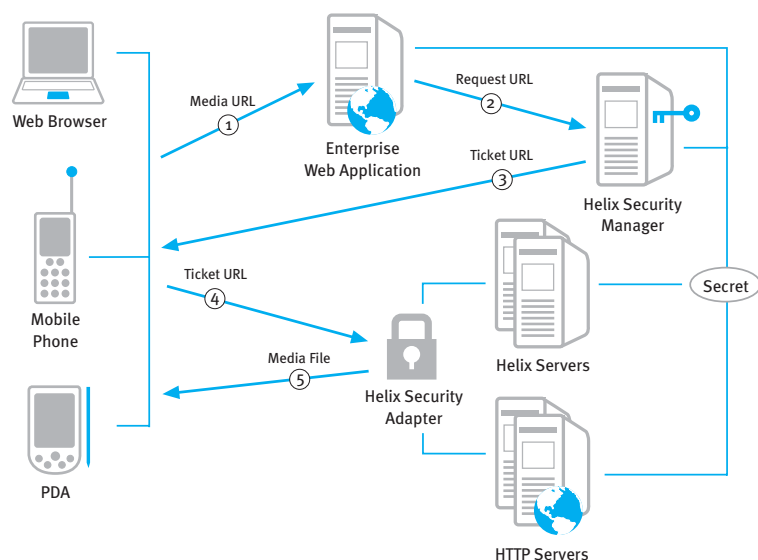 Web Browser
Media URL
1
Enterprise
Web Application
Request URL
2
Helix Security
Manager
Ticket URL
3
Mobile
Phone
Ticket URL
4
Secret
Helix Servers
Media File
5
Helix Security
Adapter
PDA
HTTP Servers